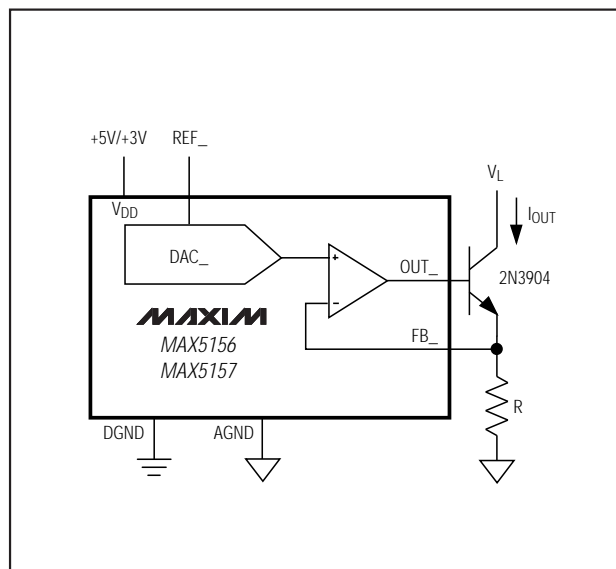 +5V/+3V REF_
VL
VDD
IOUT
DAC_
+
OUT_
2N3904
-
MAXIM
FB_
MAX5156
MAX5157
R
DGND AGND